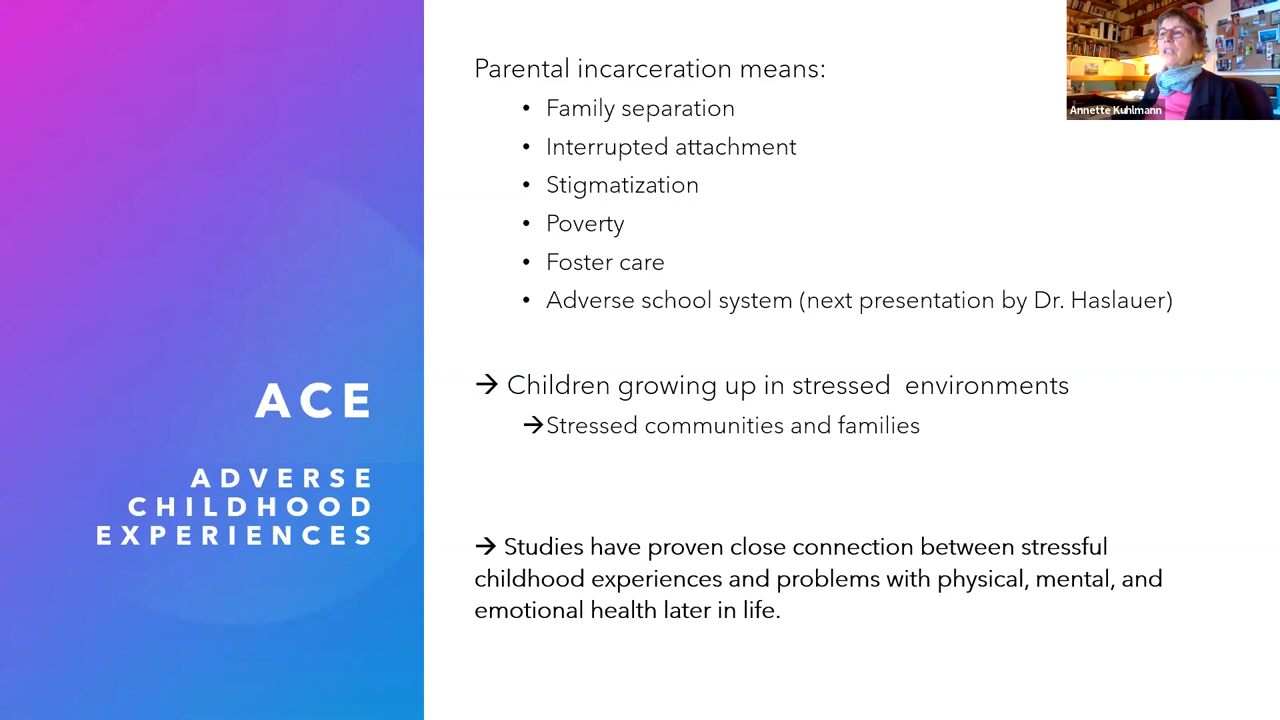 ACE
ADVERSE
CHILDHOOD
EXPERIENCES
Parental incarceration means:
• Family separation
• Interrupted attachment
• Stigmatization
• Poverty
• Foster care
• Adverse school system (next presentation by Dr. Haslauer)
→ Children growing up in stressed environments
→Stressed communities and families
→ Studies have proven close connection between stressful
childhood experiences and problems with physical, mental, and
emotional health later in life.
Annette Kuhlmann